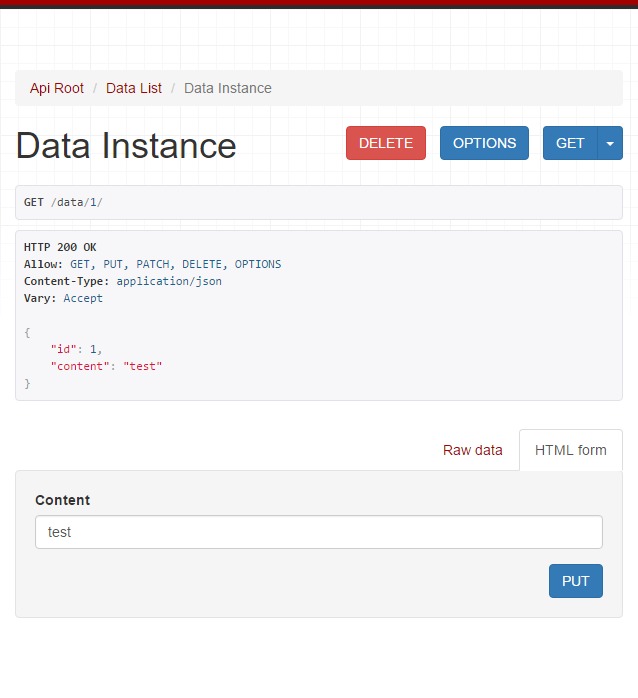 Api Root / Data List / Data Instance
Data Instance
DELETE
OPTIONS
GET
GET /data/1/
HTTP 200 OK
Allow: GET, PUT, PATCH, DELETE, OPTIONS
Content-Type: application/json
Vary: Accept
{
"id": 1,
"content": "test"
}
Raw data
HTML form
Content
test
PUT